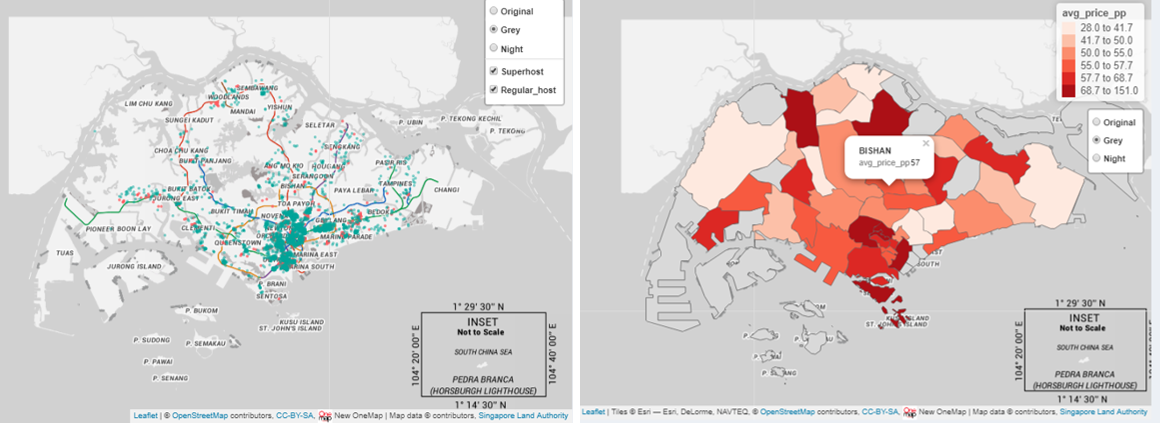 Original
Grey
Night
Superhost
Regular_host
SEMBAWANG
WOODLANDS
LIM CHU KANG
MANDAI
YISHUN
SUNGEI KADUT
SELETAR
P. UBIN
P. TEKONG KECHIL
P. TEKONG
SENGKANG
CHOA CHU KANG
BUKIT PANJANG
ANG MO KIO
HOUGANG
PASIR RIS
SERANGOON
BISHAN
PAYA LEBAR
TAMPINES
CHANGI
BUKIT BATOK
JURONG EAST
TOA PAYOH
BUKIT TIMAH
NOVENA
GEYLANG
BEDOK
PIONEER
BOON LAY
CLEMENTI
QUEENSTOWN
MARINE PARADE
TUAS
JURONG ISLAND
MARINA EAST
MARINA SOUTH
P. BRANI
SENTOSA
P. BUKOM
KUSU ISLAND
ST. JOHN'S ISLAND
P. SUDONG
P. SEMAKAU
P. PAWAI
P. SENANG
1° 29' 30" N
INSET
Not to Scale
SOUTH CHINA SEA
PEDRA BRANCA
(HORSBURGH LIGHTHOUSE)
104° 20' 00" E
104° 40' 00" E
1° 14' 30" N
Leaflet | © OpenStreetMap contributors, CC-BY-SA, New OneMap | Map data © contributors, Singapore Land Authority
avg_price_pp
28.0 to 41.7
41.7 to 50.0
50.0 to 55.0
55.0 to 57.7
57.7 to 68.7
68.7 to 151.0
Original
Grey
Night
BISHAN
avg_price_pp 57
SOUTH
ST. JOHN'S ISLAND
1° 29' 30" N
INSET
Not to Scale
SOUTH CHINA SEA
PEDRA BRANCA
(HORSBURGH LIGHTHOUSE)
104° 20' 00" E
104° 40' 00" E
1° 14' 30" N
Leaflet | Tiles © Esri — Esri, DeLorme, NAVTEQ, © OpenStreetMap contributors, CC-BY-SA, New OneMap | Map data © contributors, Singapore Land Authority